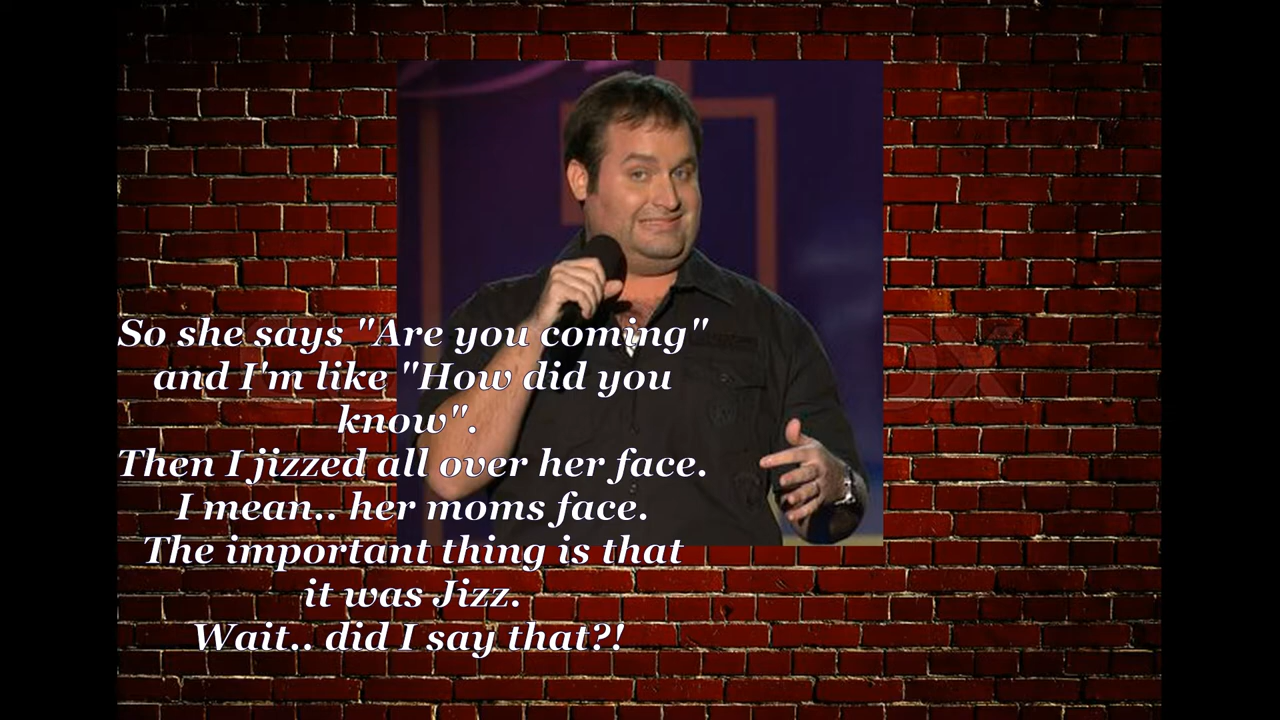 So she says "Are you coming"
and I'm like "How did you
know".
Then I jizzed all over her face.
I mean.. her moms face.
The important thing is that
it was Jizz.
Wait.. did I say that?!